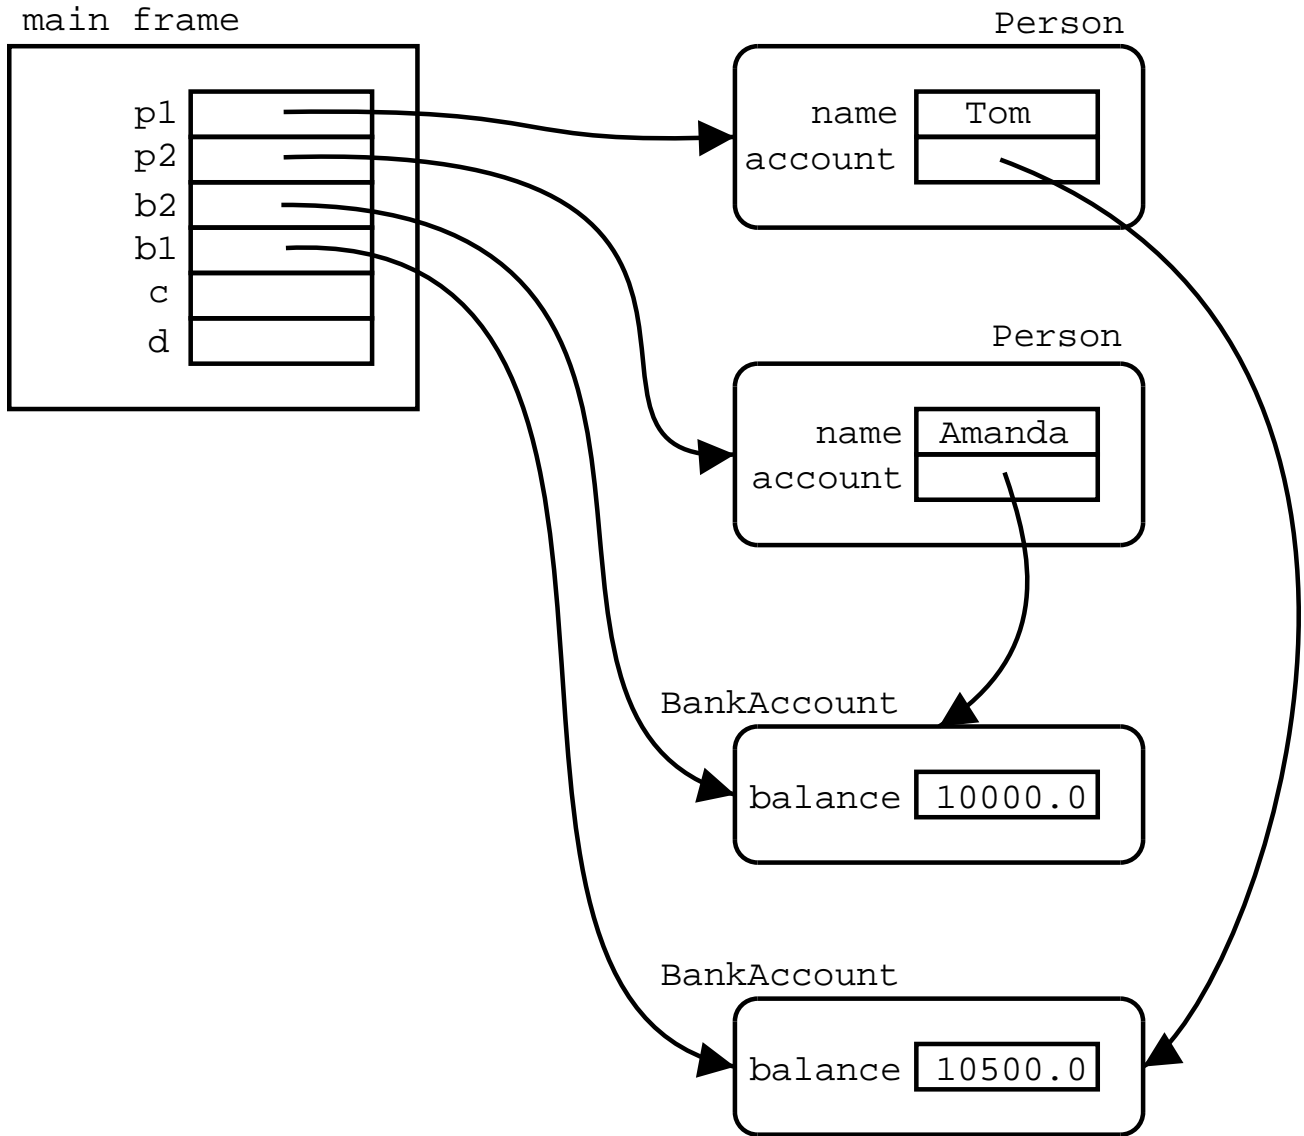 main frame
p1
p2
b2
b1
c
d
Person
name Tom
account
Person
name Amanda
account
BankAccount
balance 10000.0
BankAccount
balance 10500.0